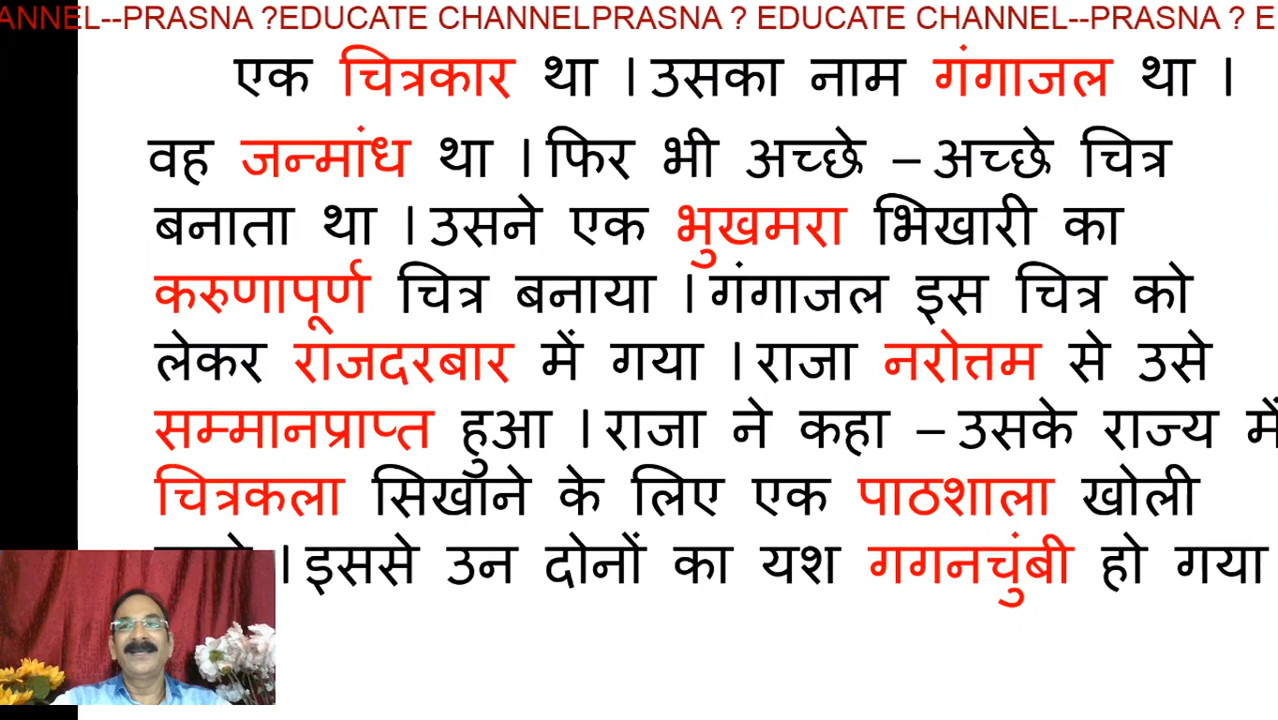 ANNEL--PRASNA ?EDUCATE CHANNELPRASNA ? EDUCATE CHANNEL--PRASNA ? E
एक चित्रकार था । उसका नाम गंगाजल था ।
वह जन्मांध था । फिर भी अच्छे – अच्छे चित्र
बनाता था । उसने एक भुखमरा भिखारी का
करुणापूर्ण चित्र बनाया । गंगाजल इस चित्र को
लेकर राजदरबार में गया । राजा नरोत्तम से उसे
सम्मानप्राप्त हुआ । राजा ने कहा – उसके राज्य में
चित्रकला सिखाने के लिए एक पाठशाला खोली
। इससे उन दोनों का यश गगनचुंबी हो गया